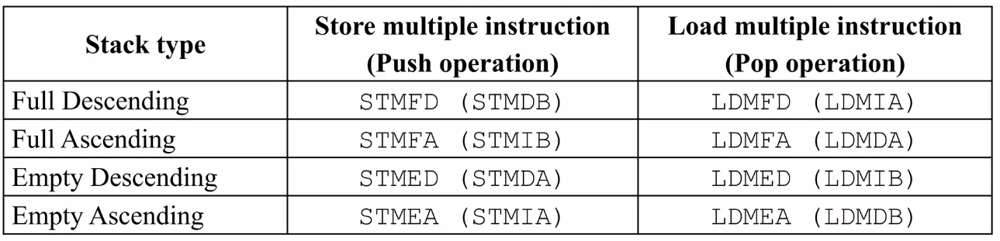 Stack type Store multiple instruction (Push operation) Load multiple instruction (Pop operation)
Full Descending STMFD (STMDB) LDMFD (LDMIA)
Full Ascending STMFA (STMIB) LDMFA (LDMDA)
Empty Descending STMED (STMDA) LDMED (LDMIB)
Empty Ascending STMEA (STMIA) LDMEA (LDMDB)